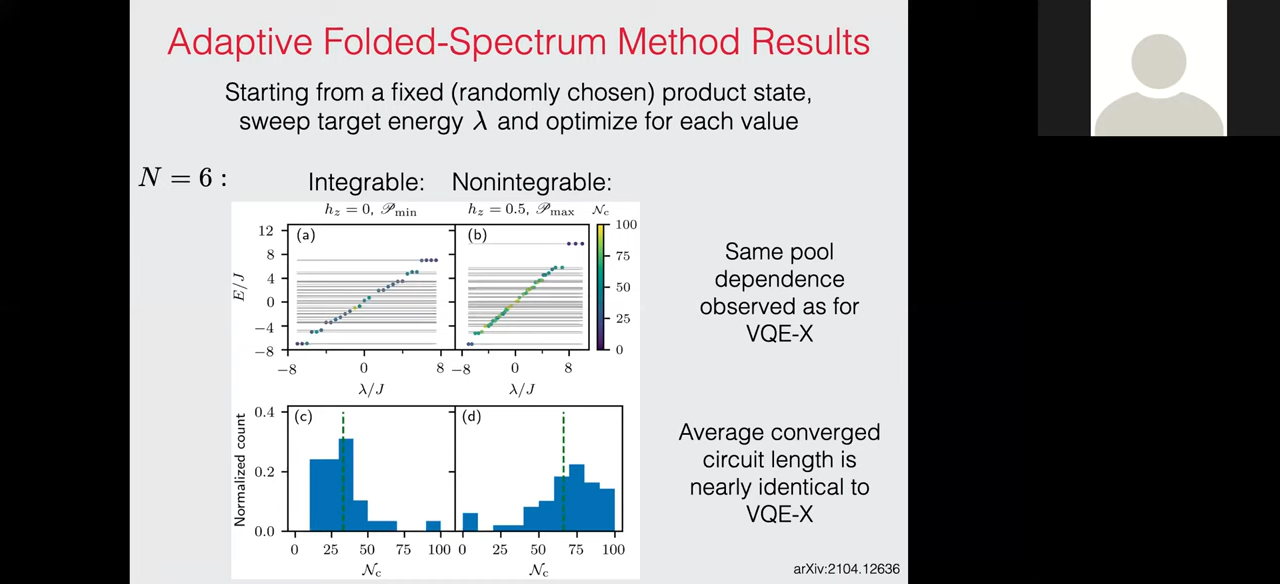 Adaptive Folded-Spectrum Method Results
Starting from a fixed (randomly chosen) product state,
sweep target energy λ and optimize for each value
N = 6 :
Integrable: Nonintegrable:
h_z = 0, 𝒫_min h_z = 0.5, 𝒫_max 𝒩_c
(a) (b)
12
8
4
0
−4
−8
E/J
100
75
50
25
0
−8 0 8 −8 0 8
λ/J λ/J
Same pool
dependence
observed as for
VQE-X
(c) (d)
0.4
0.2
0.0
Normalized count
0 25 50 75 100 0 25 50 75 100
𝒩_c 𝒩_c
Average converged
circuit length is
nearly identical to
VQE-X
arXiv:2104.12636